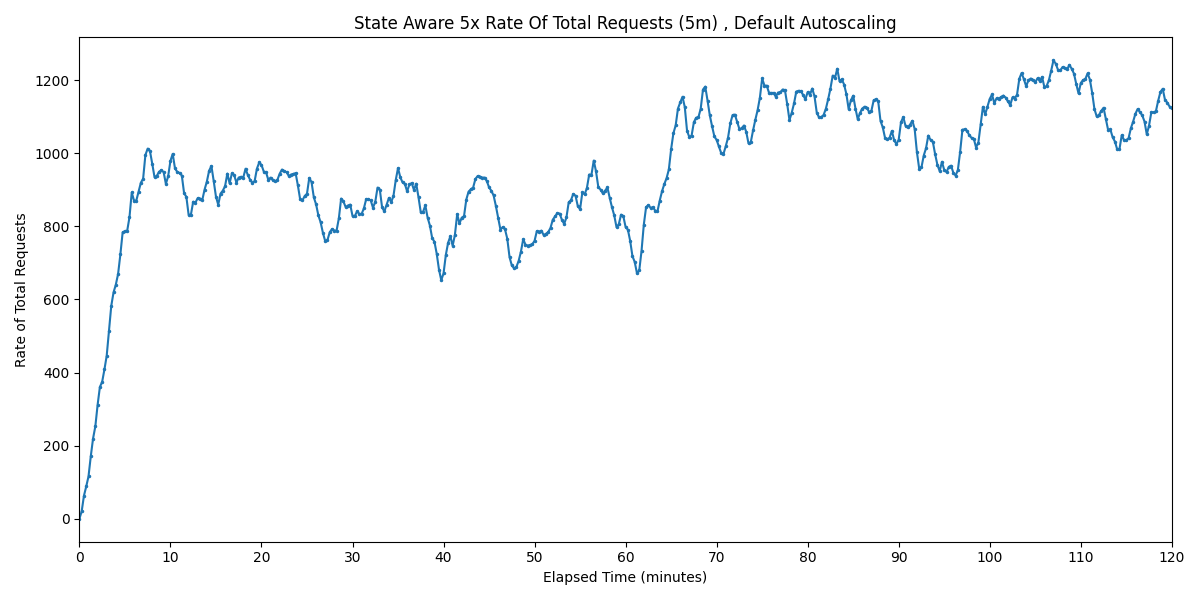 State Aware 5x Rate Of Total Requests (5m) , Default Autoscaling
Rate of Total Requests
1200
1000
800
600
400
200
0
0 10 20 30 40 50 60 70 80 90 100 110 120
Elapsed Time (minutes)